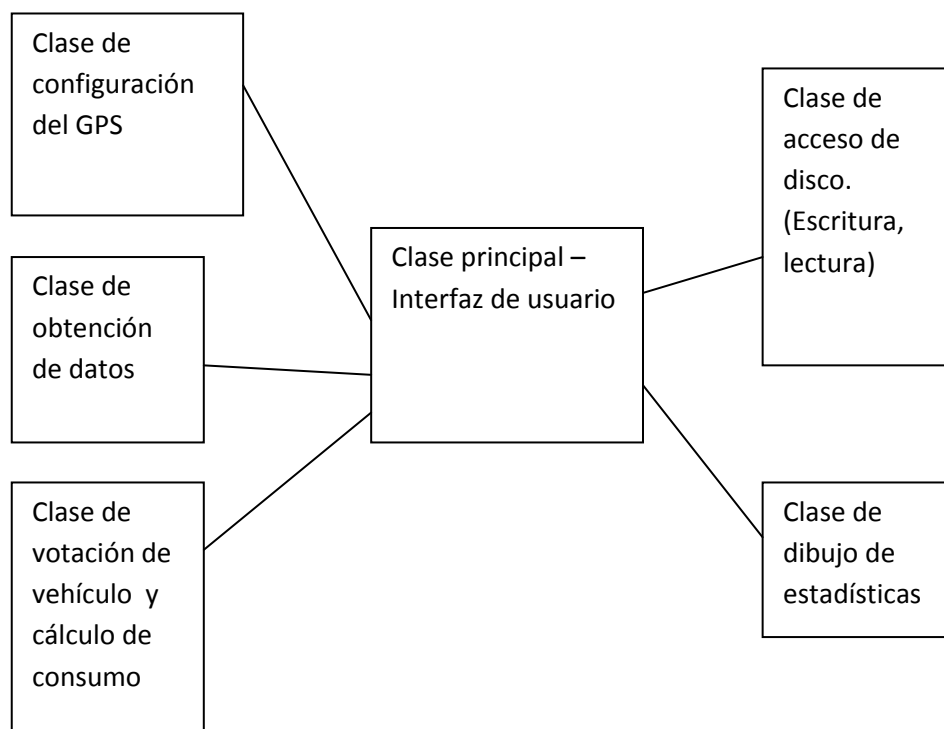 Clase de
configuración
del GPS
Clase de
obtención
de datos
Clase de
votación de
vehículo y
cálculo de
consumo
Clase principal –
Interfaz de usuario
Clase de
acceso de
disco.
(Escritura,
lectura)
Clase de
dibujo de
estadísticas